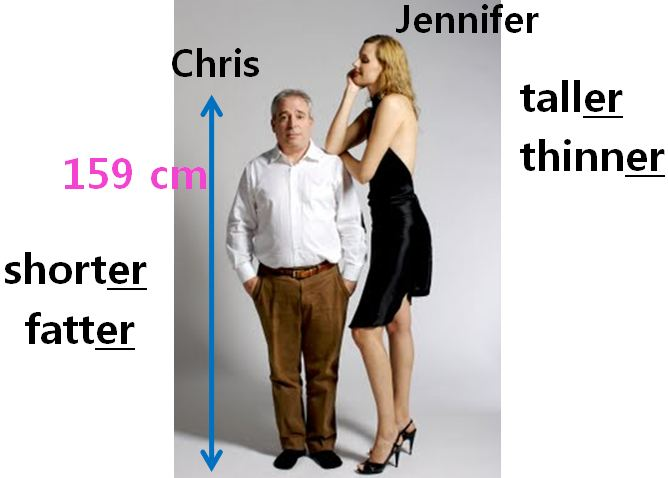 Jennifer
Chris
taller
thinner
159 cm
shorter
fatter